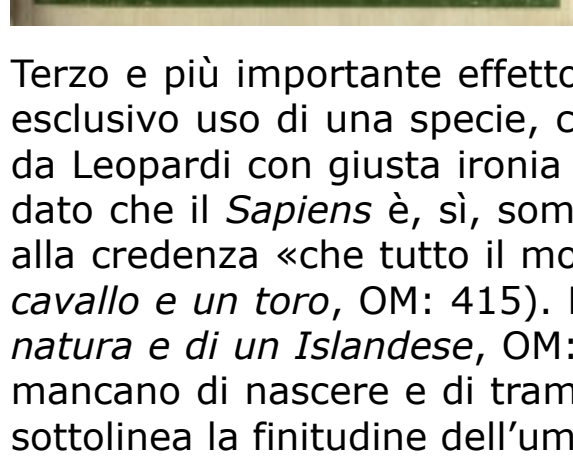 Terzo e più importante effetto
esclusivo uso di una specie, c
da Leopardi con giusta ironia
dato che il Sapiens è, sì, som
alla credenza «che tutto il mo
cavallo e un toro, OM: 415).
natura e di un Islandese, OM:
mancano di nascere e di tram
sottolinea la finitudine dell’um